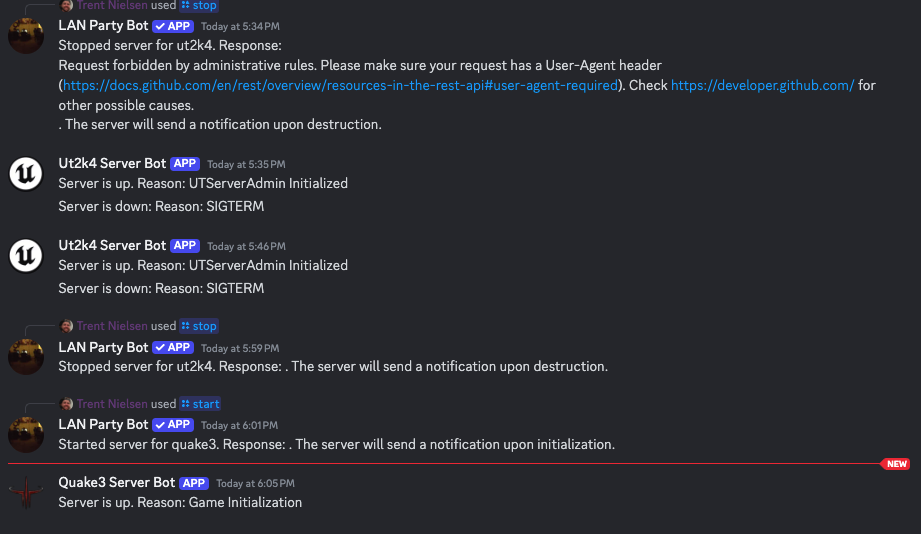 Trent Nielsen used stop
LAN Party Bot APP Today at 5:34 PM
Stopped server for ut2k4. Response:
Request forbidden by administrative rules. Please make sure your request has a User-Agent header
(https://docs.github.com/en/rest/overview/resources-in-the-rest-api#user-agent-required). Check https://developer.github.com/ for
other possible causes.
. The server will send a notification upon destruction.
Ut2k4 Server Bot APP Today at 5:35 PM
Server is up. Reason: UTServerAdmin Initialized
Server is down: Reason: SIGTERM
Ut2k4 Server Bot APP Today at 5:46 PM
Server is up. Reason: UTServerAdmin Initialized
Server is down: Reason: SIGTERM
Trent Nielsen used stop
LAN Party Bot APP Today at 5:59 PM
Stopped server for ut2k4. Response: . The server will send a notification upon destruction.
Trent Nielsen used start
LAN Party Bot APP Today at 6:01 PM
Started server for quake3. Response: . The server will send a notification upon initialization.
NEW
Quake3 Server Bot APP Today at 6:05 PM
Server is up. Reason: Game Initialization